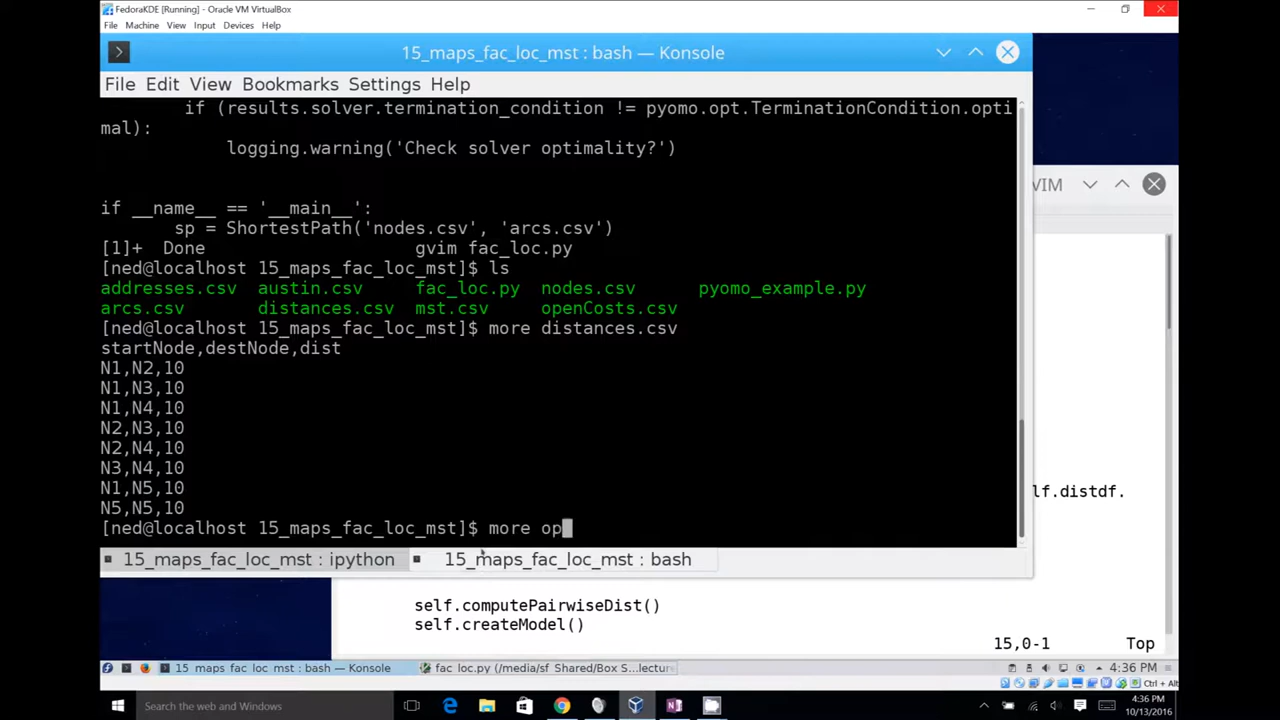 FedoraKDE [Running] - Oracle VM VirtualBox
File Machine View Input Devices Help
15_maps_fac_loc_mst : bash — Konsole
File Edit View Bookmarks Settings Help
if (results.solver.termination_condition != pyomo.opt.TerminationCondition.opti
mal):
logging.warning('Check solver optimality?')
if __name__ == '__main__':
sp = ShortestPath('nodes.csv', 'arcs.csv')
[1]+ Done gvim fac_loc.py
[ned@localhost 15_maps_fac_loc_mst]$ ls
addresses.csv austin.csv fac_loc.py nodes.csv pyomo_example.py
arcs.csv distances.csv mst.csv openCosts.csv
[ned@localhost 15_maps_fac_loc_mst]$ more distances.csv
startNode,destNode,dist
N1,N2,10
N1,N3,10
N1,N4,10
N2,N3,10
N2,N4,10
N3,N4,10
N1,N5,10
N5,N5,10
[ned@localhost 15_maps_fac_loc_mst]$ more op
15_maps_fac_loc_mst : ipython 15_maps_fac_loc_mst : bash
VIM
lf.distdf.
self.computePairwiseDist()
self.createModel()
15,0-1 Top
15_maps_fac_loc_mst : bash — Konsole fac_loc.py (/media/sf_Shared/Box S...lecture 4:36 PM
Ctrl + Alt
Search the web and Windows
4:36 PM
10/13/2016